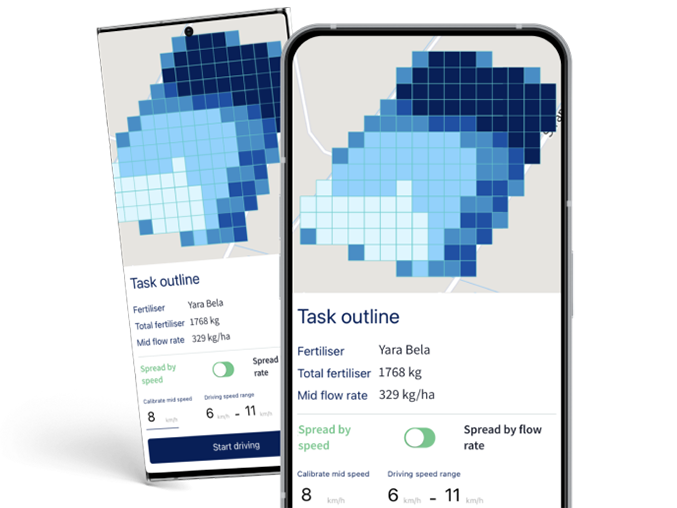 Task outline
Fertiliser Yara Bela
Total fertiliser 1768 kg
Mid flow rate 329 kg/ha
Spread by
speed
Spread
rate
Calibrate mid speed Driving speed range
8 km/h 6 km/h - 11 km/h
Start driving
Task outline
Fertiliser Yara Bela
Total fertiliser 1768 kg
Mid flow rate 329 kg/ha
Spread by
speed
Spread by flow
rate
Calibrate mid speed Driving speed range
8 km/h 6 km/h - 11 km/h